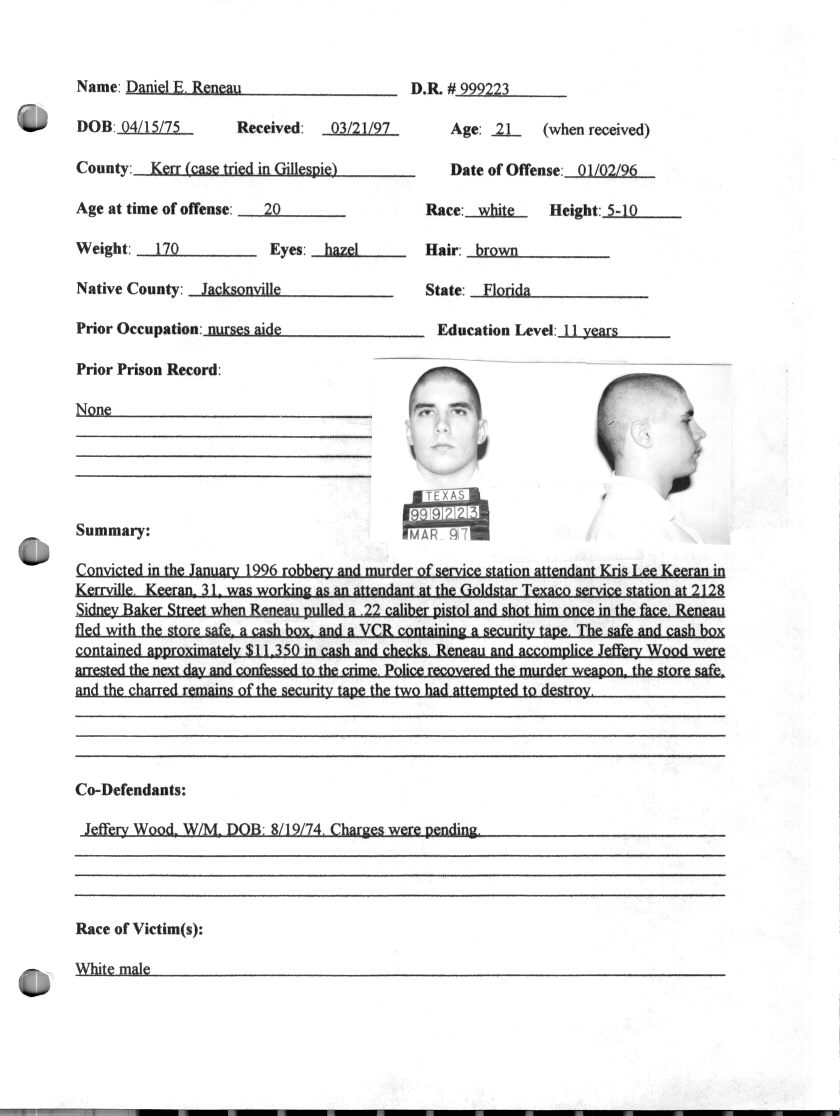 Name: Daniel E. Reneau D.R. # 999223
DOB: 04/15/75 Received: 03/21/97 Age: 21 (when received)
County: Kerr (case tried in Gillespie) Date of Offense: 01/02/96
Age at time of offense: 20 Race: white Height: 5-10
Weight: 170 Eyes: hazel Hair: brown
Native County: Jacksonville State: Florida
Prior Occupation: nurses aide Education Level: 11 years
Prior Prison Record:
None
TEXAS
999223
MAR. 97
Summary:
Convicted in the January 1996 robbery and murder of service station attendant Kris Lee Keeran in
Kerrville. Keeran, 31, was working as an attendant at the Goldstar Texaco service station at 2128
Sidney Baker Street when Reneau pulled a .22 caliber pistol and shot him once in the face. Reneau
fled with the store safe, a cash box, and a VCR containing a security tape. The safe and cash box
contained approximately $11,350 in cash and checks. Reneau and accomplice Jeffery Wood were
arrested the next day and confessed to the crime. Police recovered the murder weapon, the store safe,
and the charred remains of the security tape the two had attempted to destroy.
Co-Defendants:
Jeffery Wood, W/M, DOB: 8/19/74. Charges were pending.
Race of Victim(s):
White male